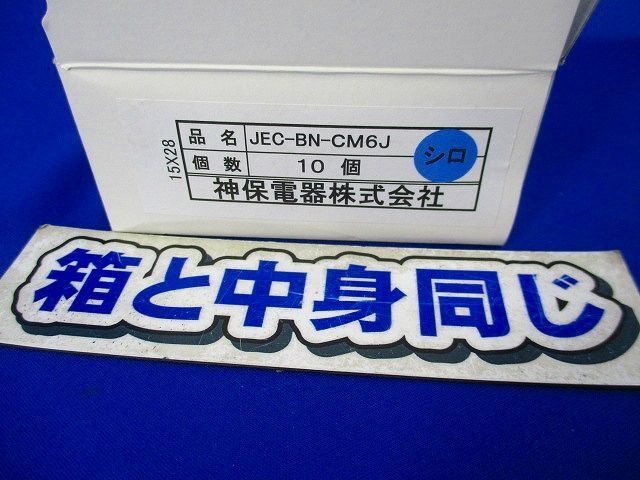 15X28
品名 JEC-BN-CM6J
個数 10個
シロ
神保電器株式会社
箱と中身同じ